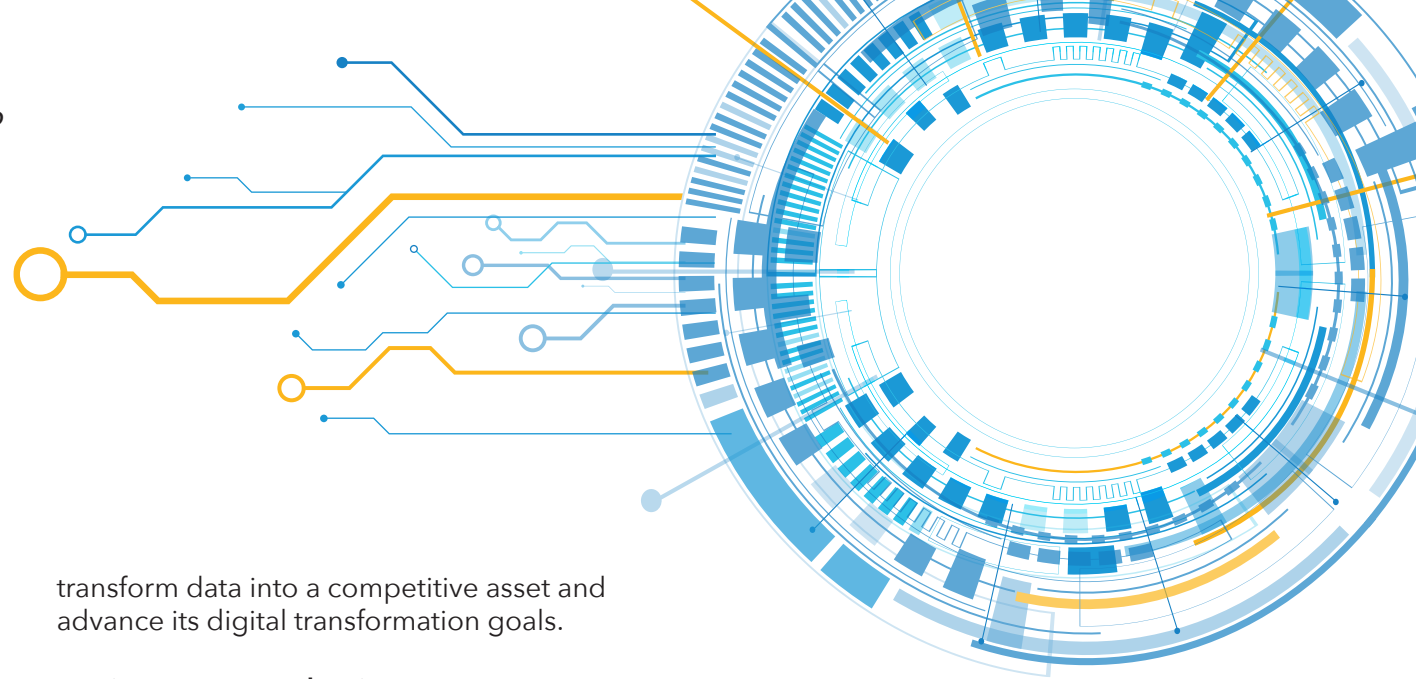 transform data into a competitive asset and
advance its digital transformation goals.